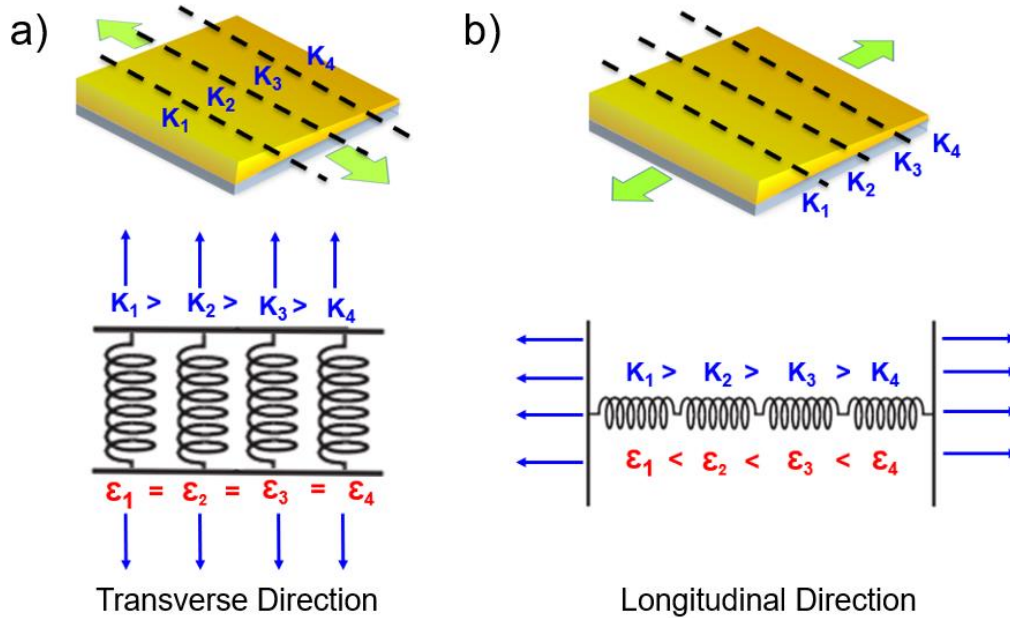 a)
K₁
K₂
K₃
K₄
K₁ > K₂ > K₃ > K₄
ε₁ = ε₂ = ε₃ = ε₄
Transverse Direction
b)
K₁
K₂
K₃
K₄
K₁ > K₂ > K₃ > K₄
ε₁ < ε₂ < ε₃ < ε₄
Longitudinal Direction